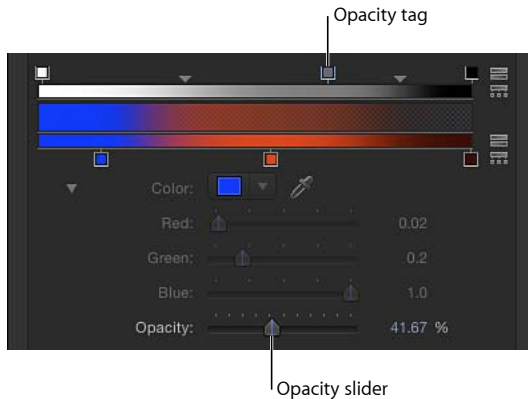 Opacity tag
Color:
Red: 0.02
Green: 0.2
Blue: 1.0
Opacity: 41.67 %
Opacity slider